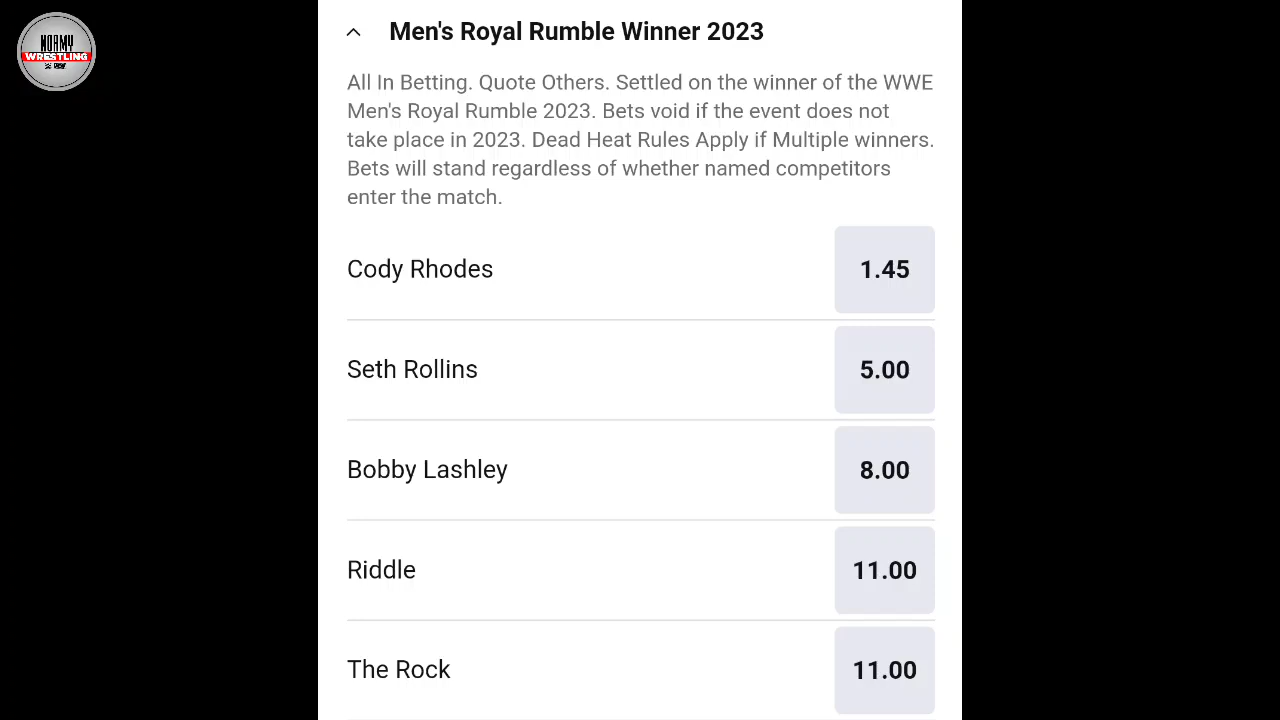 NORMY
WRESTLING
Men's Royal Rumble Winner 2023
All In Betting. Quote Others. Settled on the winner of the WWE
Men's Royal Rumble 2023. Bets void if the event does not
take place in 2023. Dead Heat Rules Apply if Multiple winners.
Bets will stand regardless of whether named competitors
enter the match.
Cody Rhodes 1.45
Seth Rollins 5.00
Bobby Lashley 8.00
Riddle 11.00
The Rock 11.00